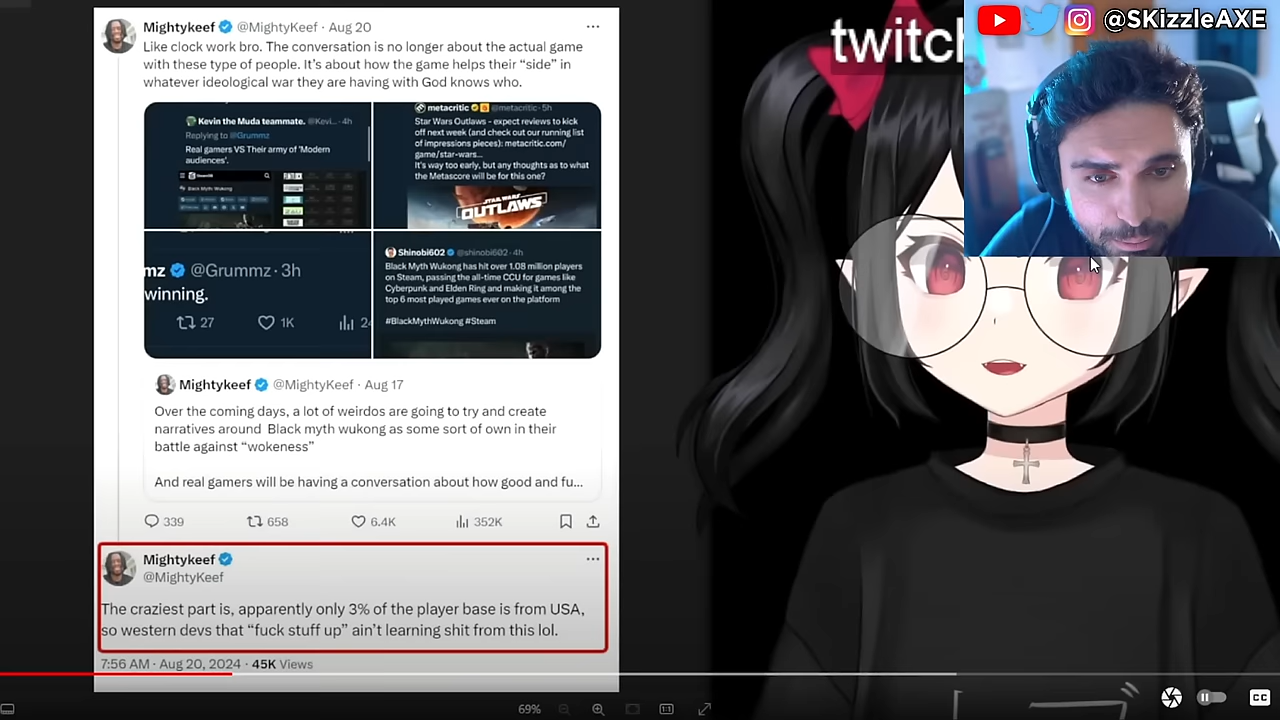 Mightykeef @MightyKeef · Aug 20
Like clock work bro. The conversation is no longer about the actual game
with these type of people. It's about how the game helps their “side” in
whatever ideological war they are having with God knows who.
Kevin the Muda teammate. @Kevi... · 4h
Replying to @Grummz
Real gamers VS Their army of 'Modern
audiences'.
SteamDB
Black Myth Wukong
metacritic @metacritic · 5h
Star Wars Outlaws - expect reviews to kick
off next week (and check out our running list
of impressions pieces): metacritic.com/
game/star-wars...
It's way too early, but any thoughts as to what
the Metascore will be for this one?
STAR WARS
OUTLAWS
mz @Grummz · 3h
winning.
27 1K 24
Shinobi602 @shinobi602 · 4h
Black Myth Wukong has hit over 1.08 million players
on Steam, passing the all-time CCU for games like
Cyberpunk and Elden Ring and making it among the
top 6 most played games ever on the platform
#BlackMythWukong #Steam
Mightykeef @MightyKeef · Aug 17
Over the coming days, a lot of weirdos are going to try and create
narratives around Black myth wukong as some sort of own in their
battle against “wokeness”
And real gamers will be having a conversation about how good and fu...
339 658 6.4K 352K
Mightykeef
@MightyKeef
The craziest part is, apparently only 3% of the player base is from USA,
so western devs that “fuck stuff up” ain't learning shit from this lol.
7:56 AM · Aug 20, 2024 · 45K Views
twitch
@SKizzleAXE
69%
1:1
CC